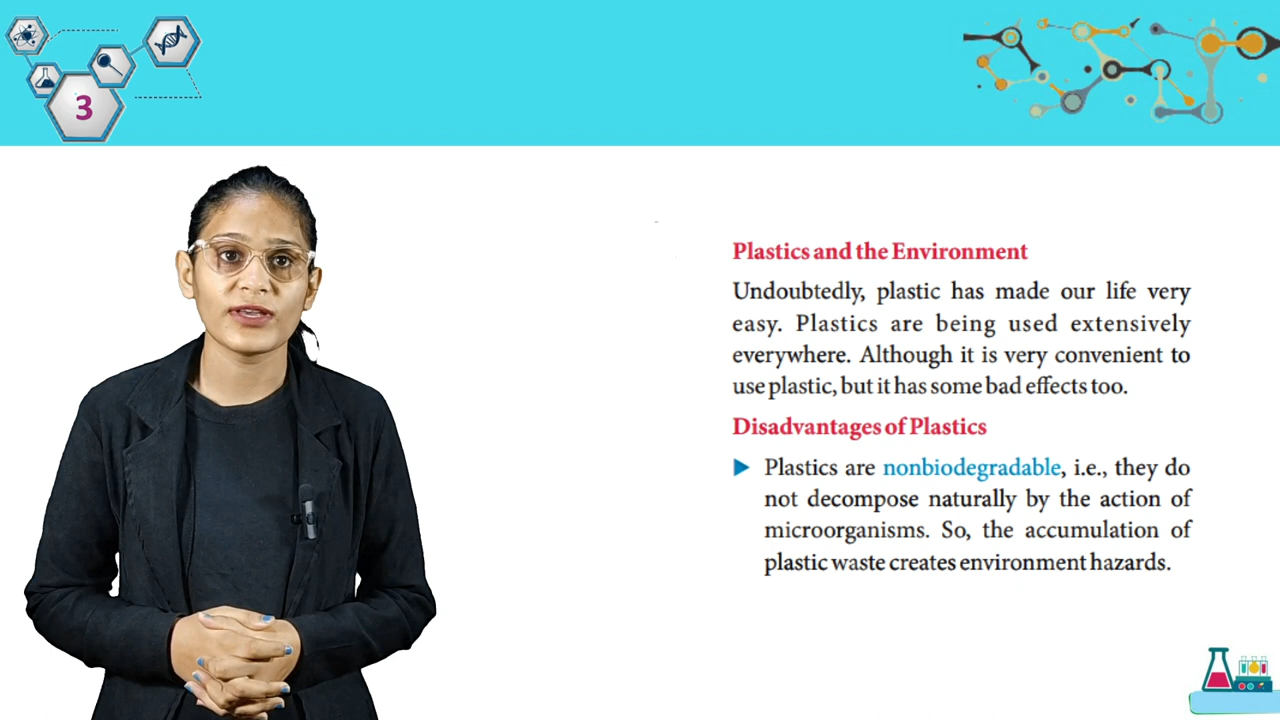 3
Plastics and the Environment
Undoubtedly, plastic has made our life very
easy. Plastics are being used extensively
everywhere. Although it is very convenient to
use plastic, but it has some bad effects too.
Disadvantages of Plastics
▶ Plastics are nonbiodegradable, i.e., they do
not decompose naturally by the action of
microorganisms. So, the accumulation of
plastic waste creates environment hazards.